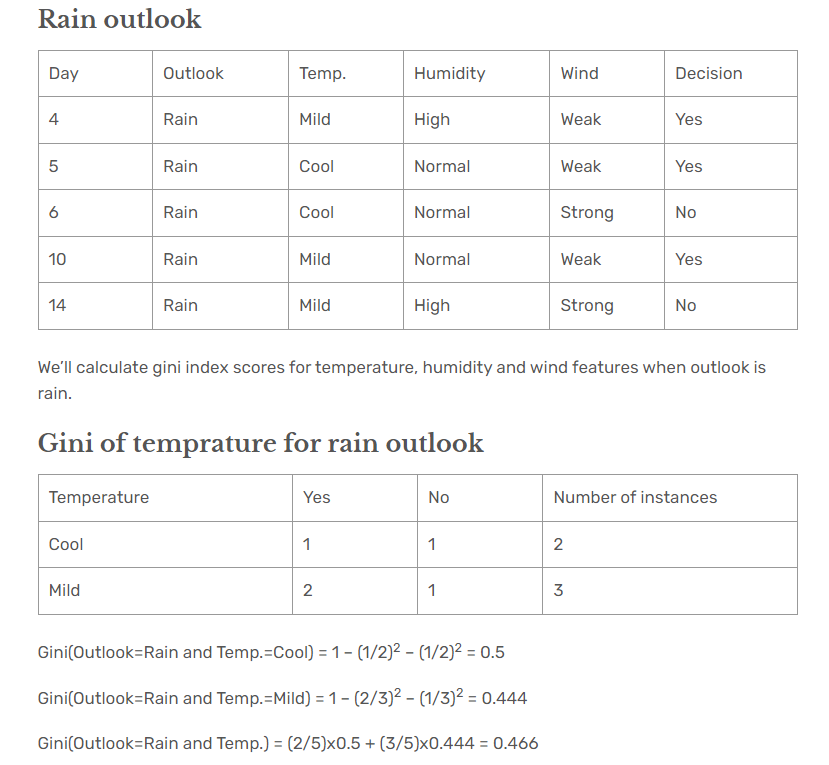 Rain outlook
Day Outlook Temp. Humidity Wind Decision
4 Rain Mild High Weak Yes
5 Rain Cool Normal Weak Yes
6 Rain Cool Normal Strong No
10 Rain Mild Normal Weak Yes
14 Rain Mild High Strong No
We’ll calculate gini index scores for temperature, humidity and wind features when outlook is
rain.
Gini of temprature for rain outlook
Temperature Yes No Number of instances
Cool 1 1 2
Mild 2 1 3
Gini(Outlook=Rain and Temp.=Cool) = 1 – (1/2)² – (1/2)² = 0.5
Gini(Outlook=Rain and Temp.=Mild) = 1 – (2/3)² – (1/3)² = 0.444
Gini(Outlook=Rain and Temp.) = (2/5)x0.5 + (3/5)x0.444 = 0.466